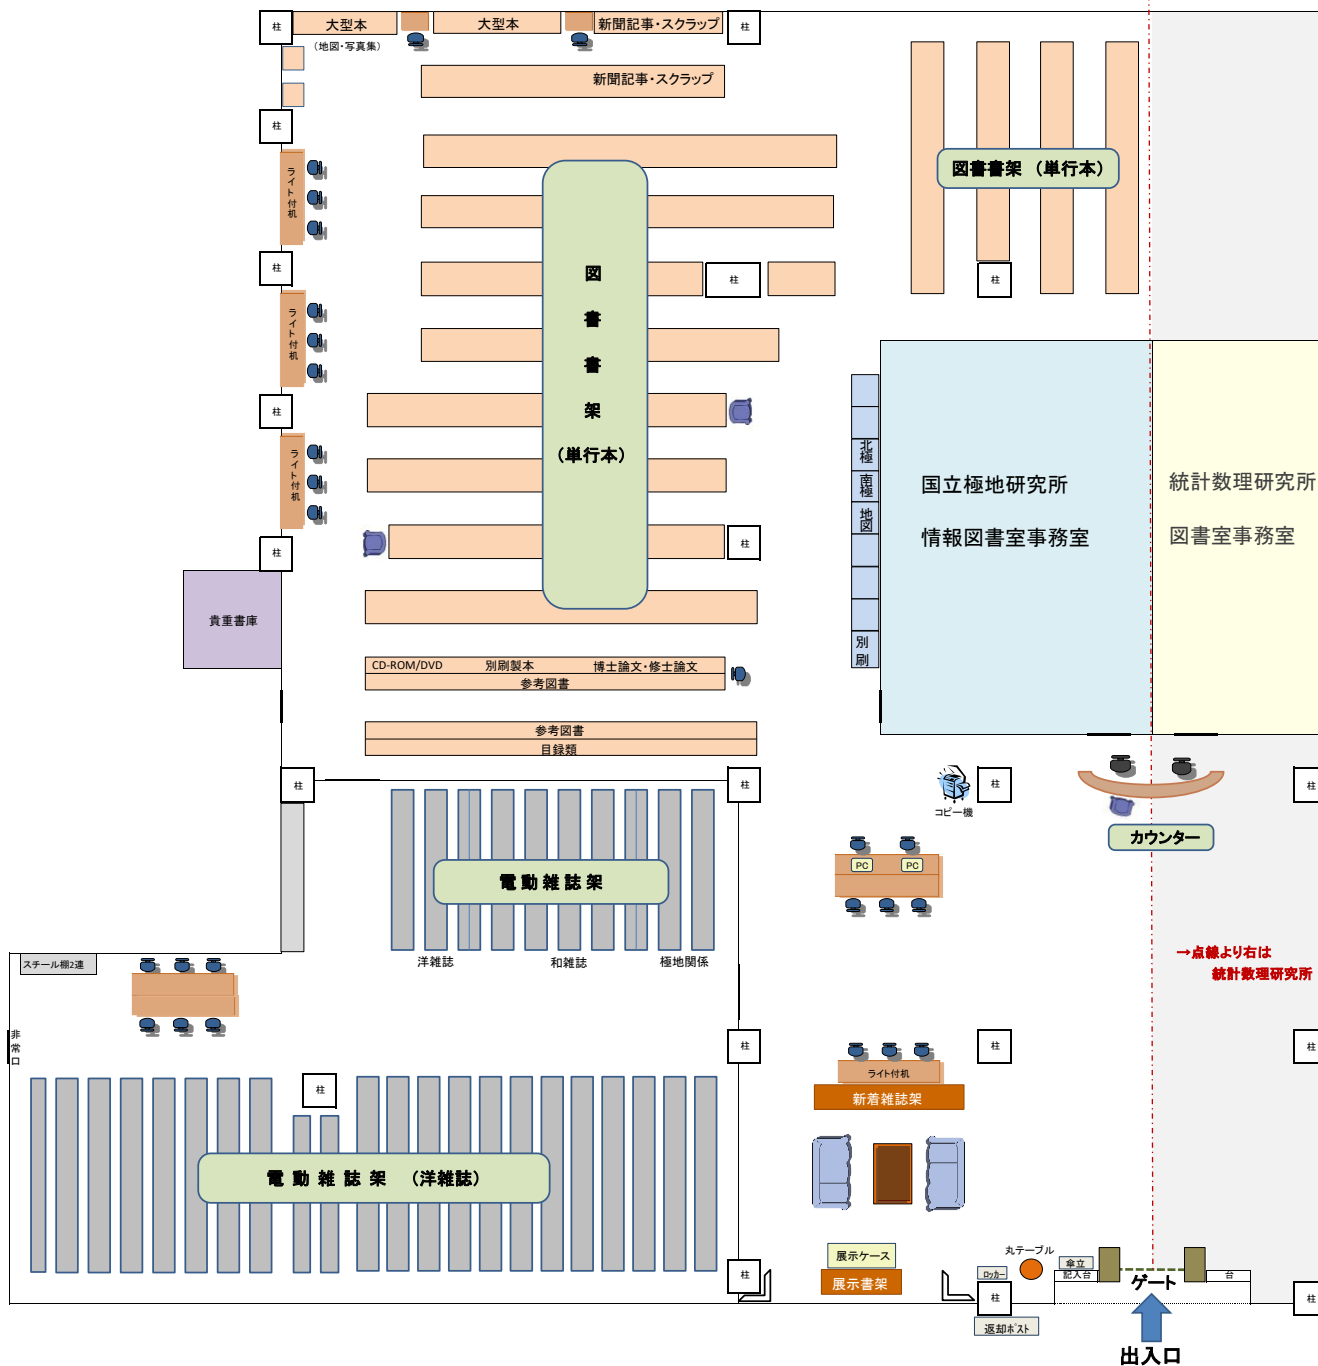 柱
大型本
大型本
新聞記事・スクラップ
柱
(地図・写真集)
新聞記事・スクラップ
柱
ライト付机
図書書架 (単行本)
柱
図書書架
(単行本)
柱
柱
ライト付机
柱
北極
南極
地図
別刷
国立極地研究所
情報図書室事務室
統計数理研究所
図書室事務室
ライト付机
柱
柱
貴重書庫
CD-ROM/DVD
別刷製本
博士論文・修士論文
参考図書
参考図書
目録類
柱
柱
コピー機
柱
柱
カウンター
PC
PC
電動雑誌架
洋雑誌
和雑誌
極地関係
スチール棚2連
→点線より右は
統計数理研究所
非常口
柱
柱
柱
柱
ライト付机
新着雑誌架
電動雑誌架 (洋雑誌)
展示ケース
展示書架
柱
丸テーブル
ロッカー
傘立
記入台
台
ゲート
柱
柱
返却ポスト
出入口